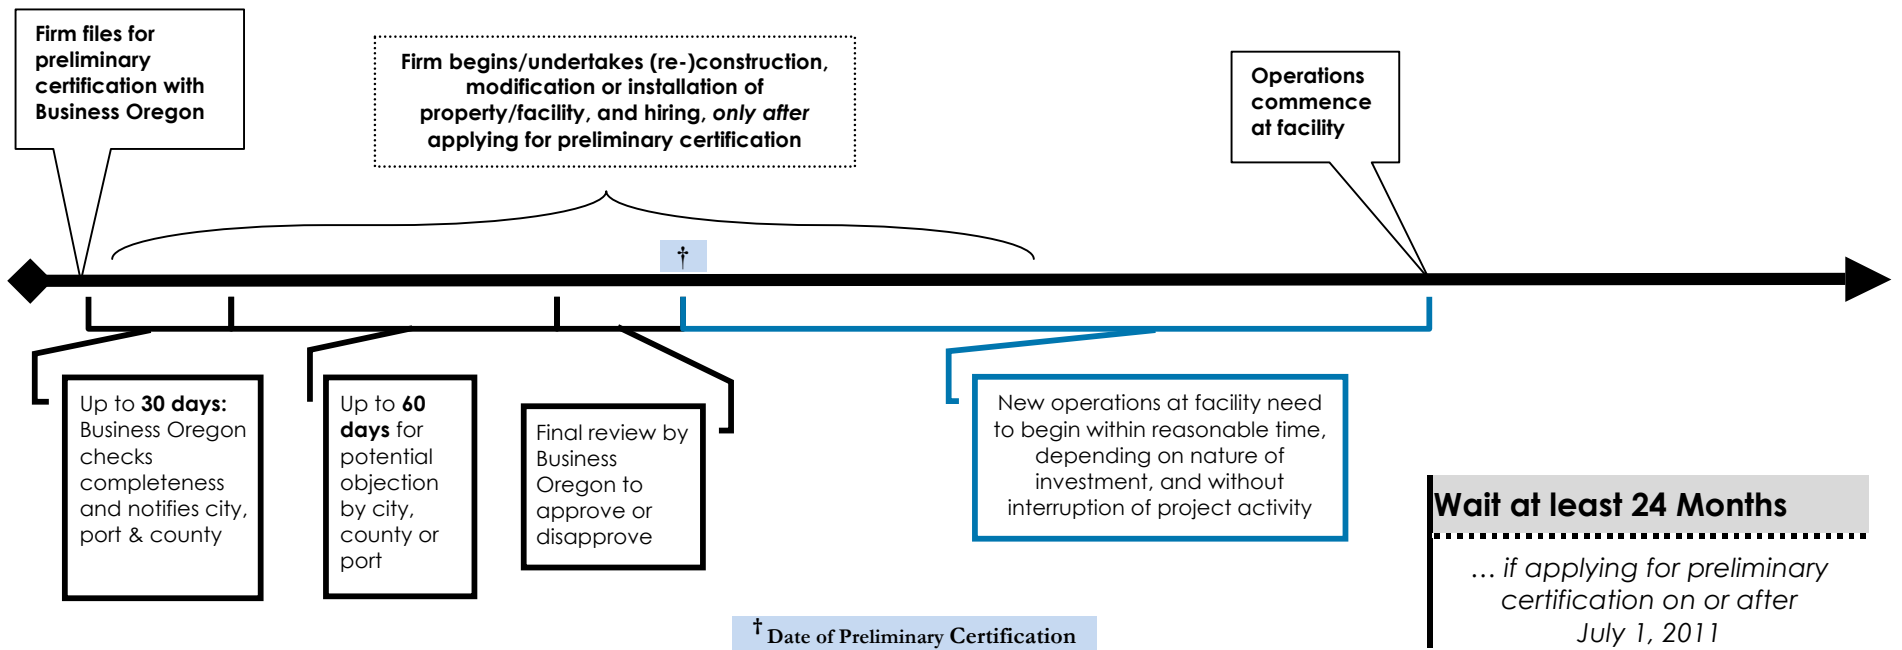 Firm files for
preliminary
certification with
Business Oregon
Firm begins/undertakes (re-)construction,
modification or installation of
property/facility, and hiring, only after
applying for preliminary certification
Operations
commence
at facility
†
Up to 30 days:
Business Oregon
checks
completeness
and notifies city,
port & county
Up to 60
days for
potential
objection
by city,
county or
port
Final review by
Business
Oregon to
approve or
disapprove
New operations at facility need
to begin within reasonable time,
depending on nature of
investment, and without
interruption of project activity
Wait at least 24 Months
... if applying for preliminary
certification on or after
July 1, 2011
† Date of Preliminary Certification